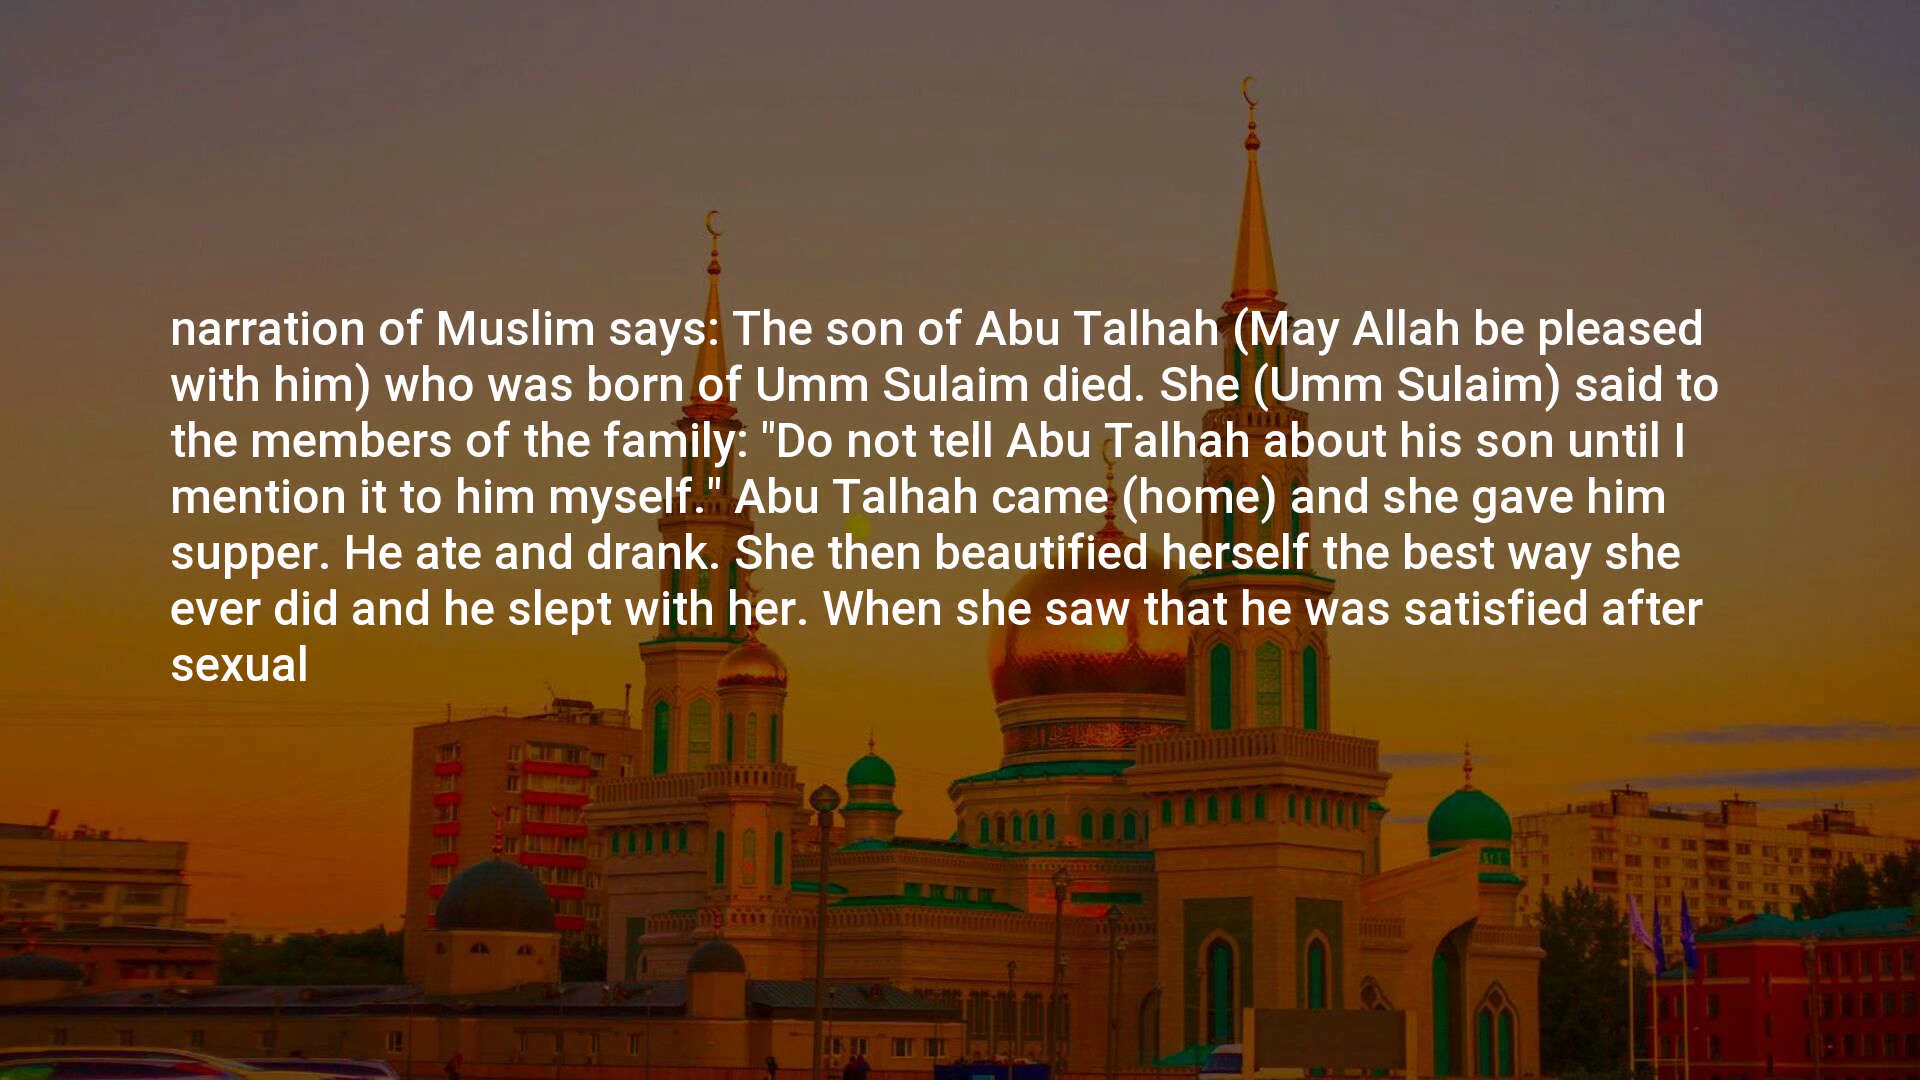 narration of Muslim says: The son of Abu Talhah (May Allah be pleased
with him) who was born of Umm Sulaim died. She (Umm Sulaim) said to
the members of the family: "Do not tell Abu Talhah about his son until I
mention it to him myself." Abu Talhah came (home) and she gave him
supper. He ate and drank. She then beautified herself the best way she
ever did and he slept with her. When she saw that he was satisfied after
sexual